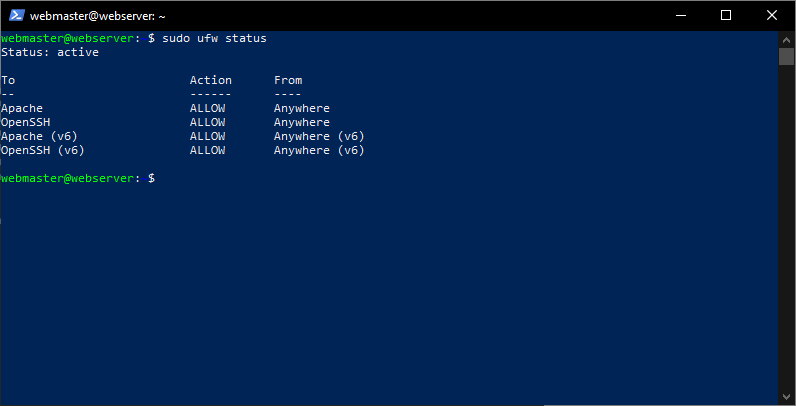 webmaster@webserver: ~
webmaster@webserver: $ sudo ufw status
Status: active
To                         Action      From
--                         ------      ----
Apache                     ALLOW       Anywhere
OpenSSH                    ALLOW       Anywhere
Apache (v6)                ALLOW       Anywhere (v6)
OpenSSH (v6)               ALLOW       Anywhere (v6)
webmaster@webserver: $